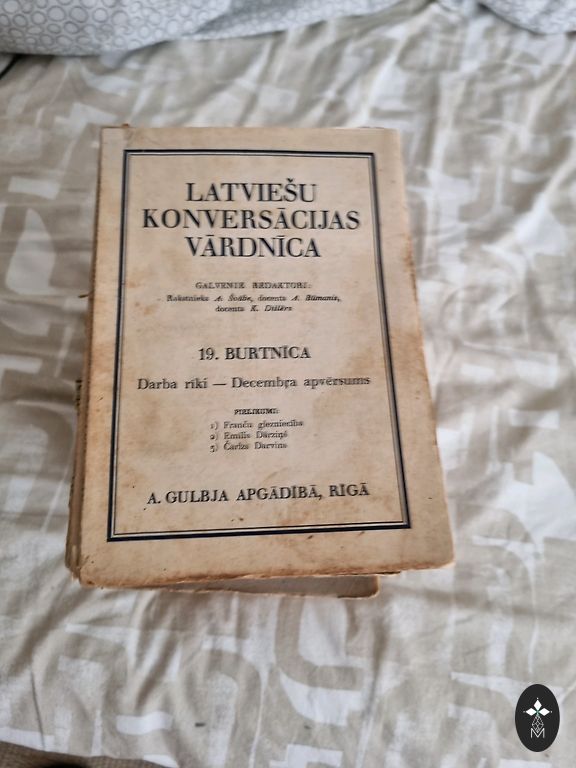 LATVIEŠU
KONVERSĀCIJAS
VĀRDNĪCA
GALVENIE REDAKTORI:
Rakstnieks A. Švābe, docents A. Būmanis,
docents K. Dišlērs
19. BURTNĪCA
Darba rīki — Decembŗa apvērsums
PIELIKUMI:
1) Franču glezniecība
2) Emilis Dārziņš
3) Čarlzs Darvins
A. GULBJA APGĀDĪBĀ, RĪGĀ
M